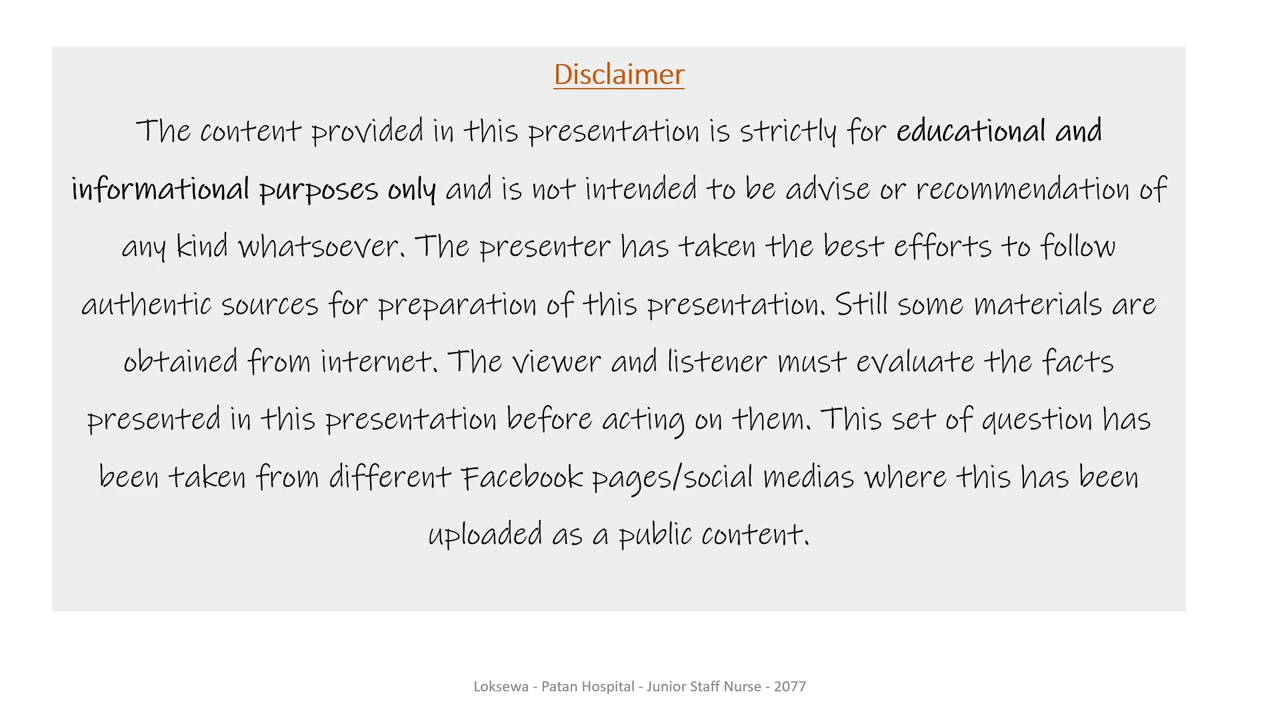 Disclaimer
The content provided in this presentation is strictly for educational and
informational purposes only and is not intended to be advise or recommendation of
any kind whatsoever. The presenter has taken the best efforts to follow
authentic sources for preparation of this presentation. Still some materials are
obtained from internet. The viewer and listener must evaluate the facts
presented in this presentation before acting on them. This set of question has
been taken from different Facebook pages/social medias where this has been
uploaded as a public content.
Loksewa - Patan Hospital - Junior Staff Nurse - 2077